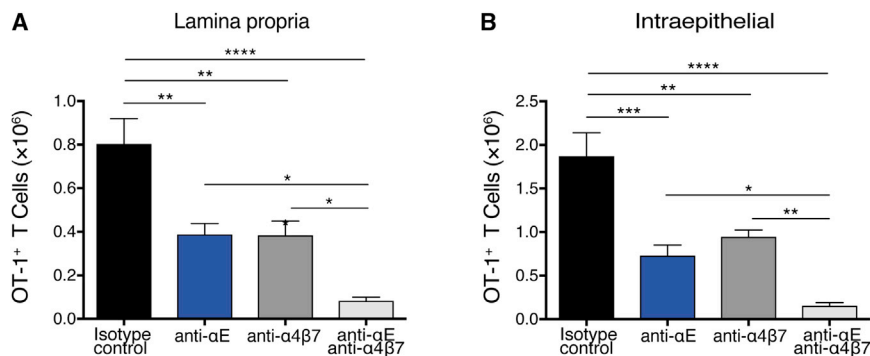 A
Lamina propria
****
**
**
1.0
0.8
0.6
0.4
0.2
0.0
OT-1⁺ T Cells (×10⁶)
*
*
*
Isotype
control
anti-αE
anti-α4β7
anti-αE
anti-α4β7
B
Intraepithelial
****
**
***
2.5
2.0
1.5
1.0
0.5
0.0
OT-1⁺ T Cells (×10⁶)
*
**
Isotype
control
anti-αE
anti-α4β7
anti-αE
anti-α4β7